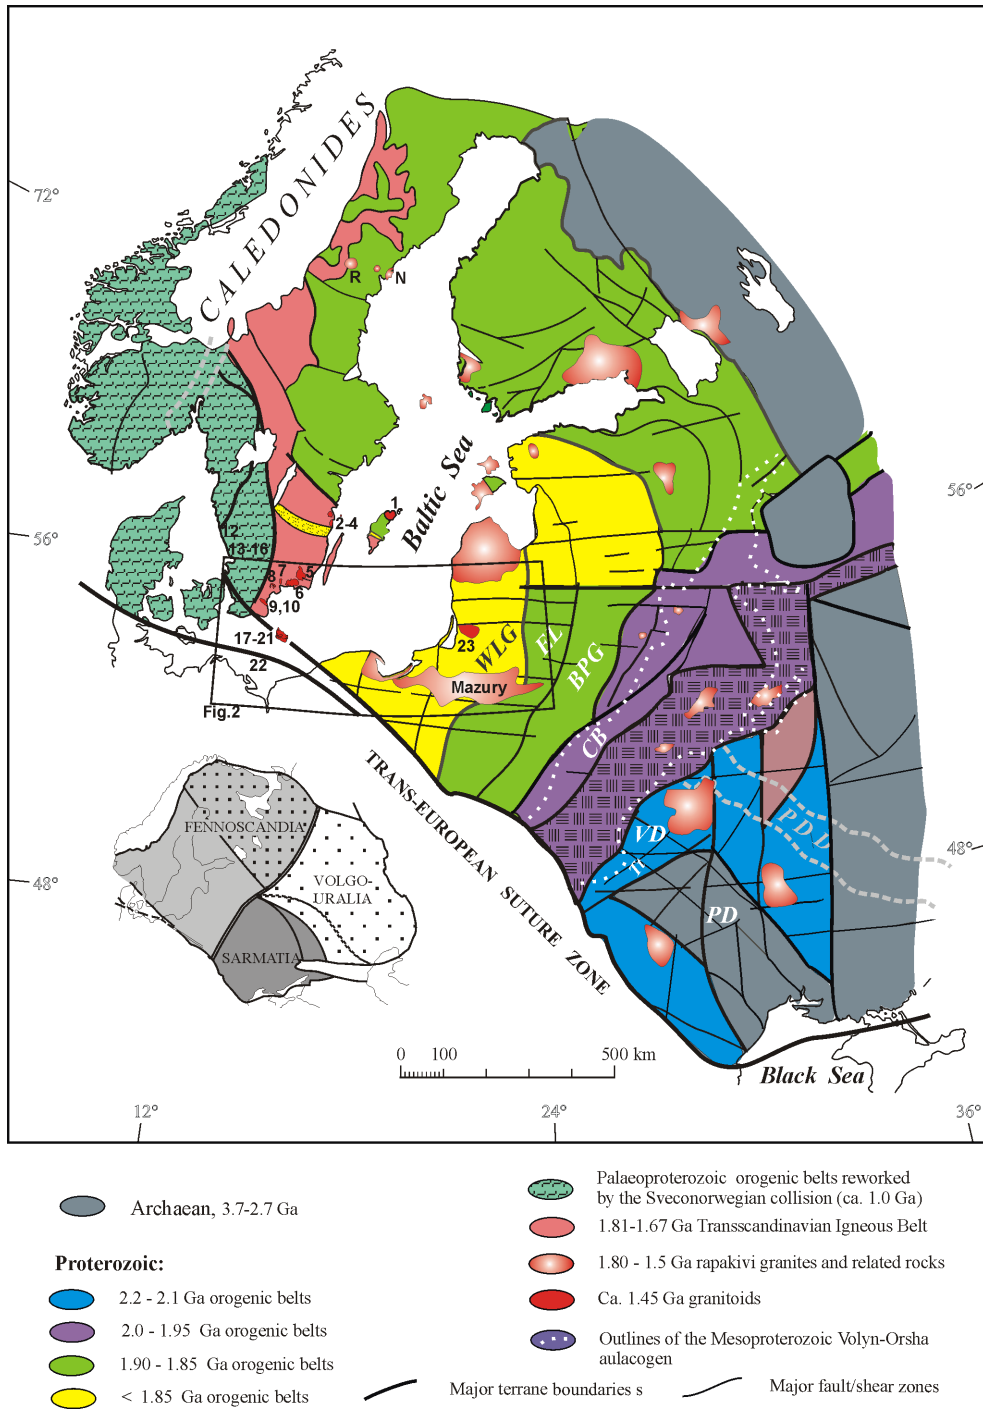 CALEDONIDES
72°
R
N
Baltic Sea
1
2-4
56°
56°
12
13-16
7
8
5
6
9,10
17-21
22
23
WLG
EL
BPG
Mazury
Fig.2
CB
TRANS-EUROPEAN SUTURE ZONE
VD
PDD
TI
PD
48°
48°
FENNOSCANDIA
VOLGO-
URALIA
SARMATIA
0 100 500 km
Black Sea
12°
24°
36°
Archaean, 3.7-2.7 Ga
Proterozoic:
2.2 - 2.1 Ga orogenic belts
2.0 - 1.95 Ga orogenic belts
1.90 - 1.85 Ga orogenic belts
< 1.85 Ga orogenic belts
Palaeoproterozoic orogenic belts reworked
by the Sveconorwegian collision (ca. 1.0 Ga)
1.81-1.67 Ga Transscandinavian Igneous Belt
1.80 - 1.5 Ga rapakivi granites and related rocks
Ca. 1.45 Ga granitoids
Outlines of the Mesoproterozoic Volyn-Orsha
aulacogen
Major terrane boundaries s
Major fault/shear zones